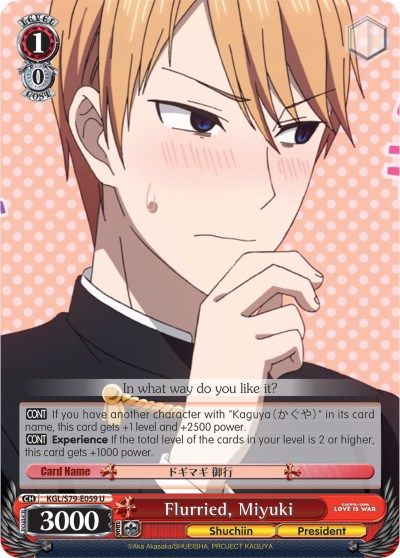 LEVEL
1
0
COST
In what way do you like it?
CONT If you have another character with "Kaguya (かぐや)" in its card
name, this card gets +1 level and +2500 power.
CONT Experience If the total level of the cards in your level is 2 or higher,
this card gets +1000 power.
Card Name ドギマギ 御行
CH KGL/S79-E059 U
Flurried, Miyuki
KAGUYA-SAMA
LOVE IS WAR
POWER 3000 SOUL
Shuchiin President
©Aka Akasaka/SHUEISHA, PROJECT KAGUYA